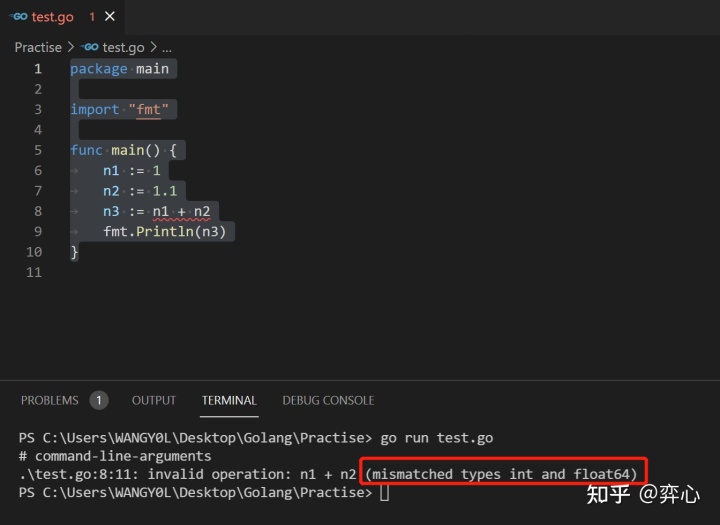 GO test.go 1 ×
Practise > GO test.go > ...
1 package main
2
3 import "fmt"
4
5 func main() {
6 n1 := 1
7 n2 := 1.1
8 n3 := n1 + n2
9 fmt.Println(n3)
10 }
11
PROBLEMS 1 OUTPUT TERMINAL DEBUG CONSOLE
PS C:\Users\WANGY0L\Desktop\Golang\Practise> go run test.go
# command-line-arguments
.\test.go:8:11: invalid operation: n1 + n2 (mismatched types int and float64)
PS C:\Users\WANGY0L\Desktop\Golang\Practise>
知乎 @弈心